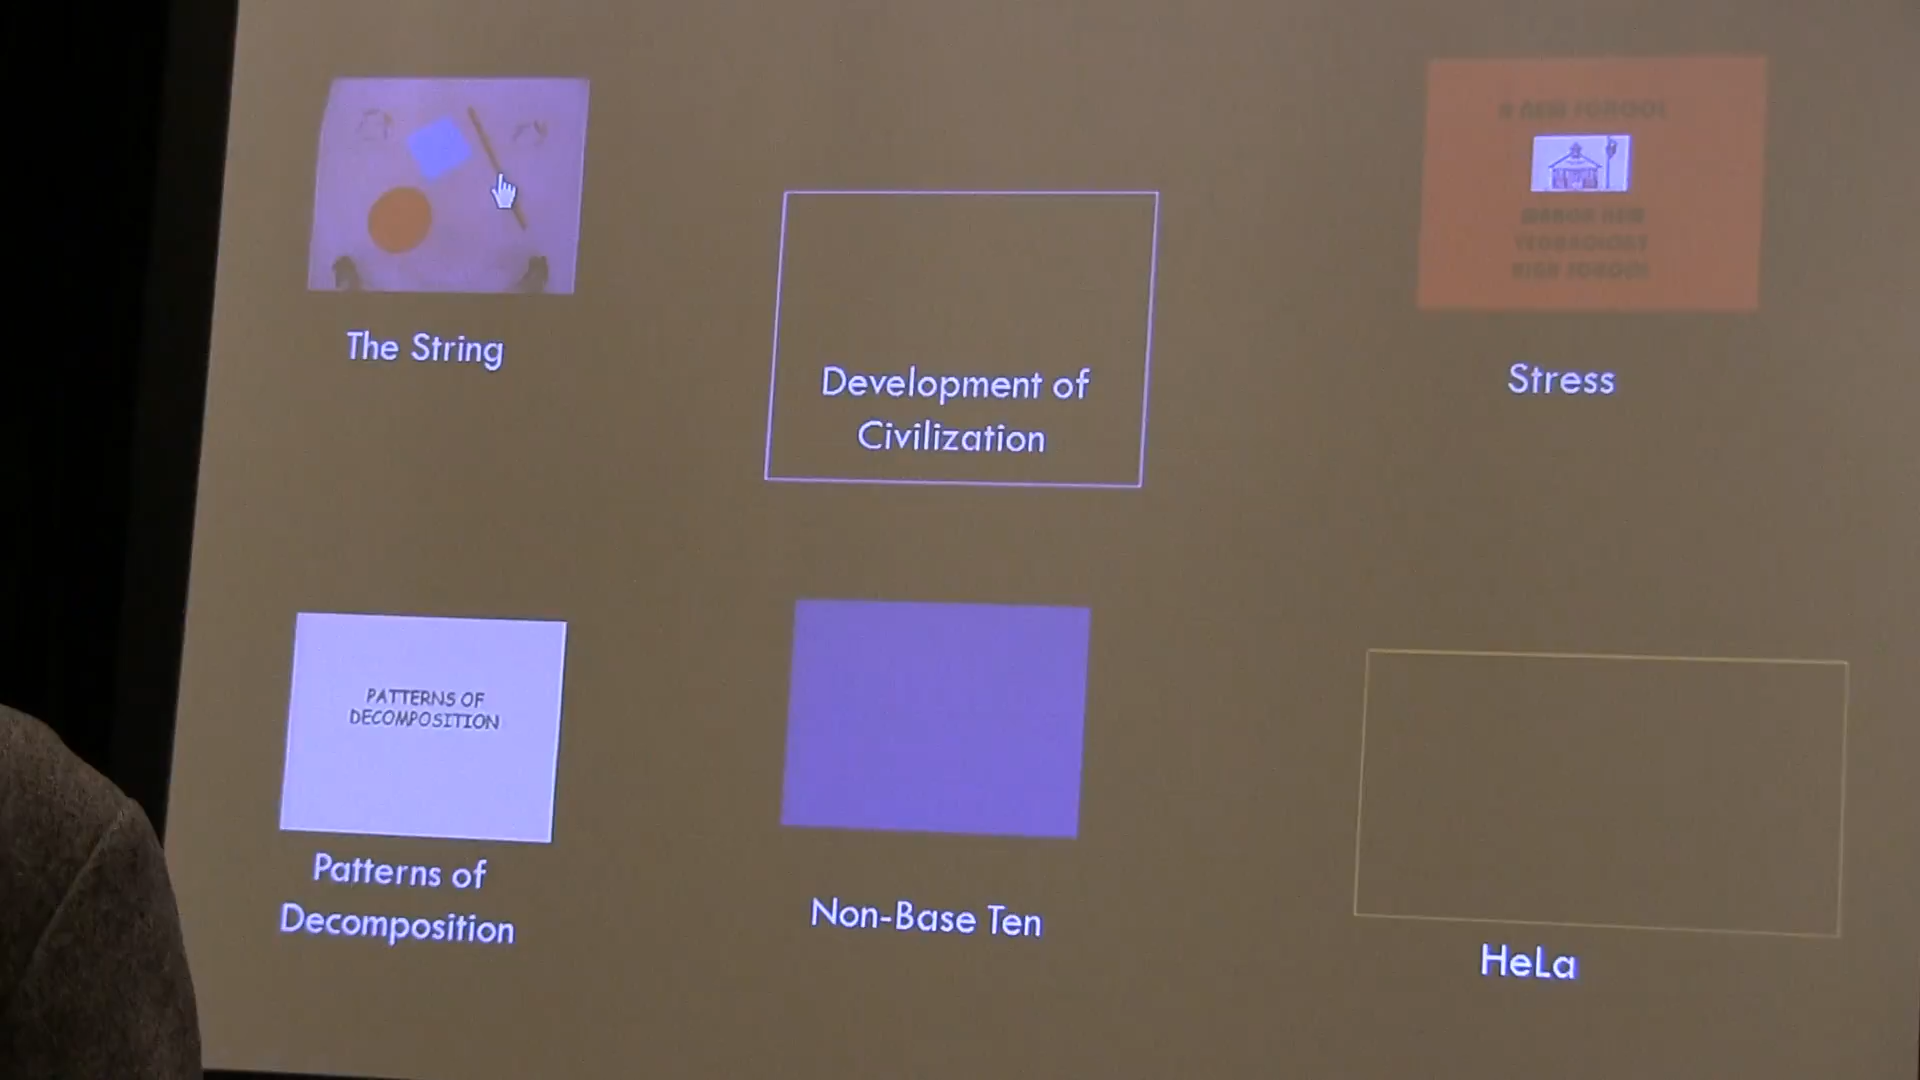 The String
Development of
Civilization
Stress
PATTERNS OF
DECOMPOSITION
Patterns of
Decomposition
Non-Base Ten
HeLa